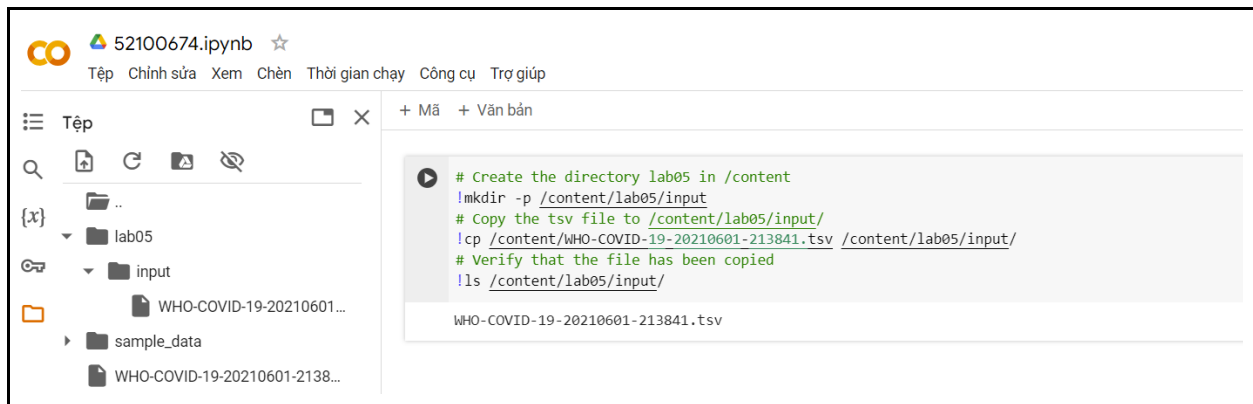 52100674.ipynb
Tệp Chỉnh sửa Xem Chèn Thời gian chạy Công cụ Trợ giúp
Tệp
+ Mã + Văn bản
{x}
..
lab05
input
WHO-COVID-19-20210601...
sample_data
WHO-COVID-19-20210601-2138...
# Create the directory lab05 in /content
!mkdir -p /content/lab05/input
# Copy the tsv file to /content/lab05/input/
!cp /content/WHO-COVID-19-20210601-213841.tsv /content/lab05/input/
# Verify that the file has been copied
!ls /content/lab05/input/
WHO-COVID-19-20210601-213841.tsv